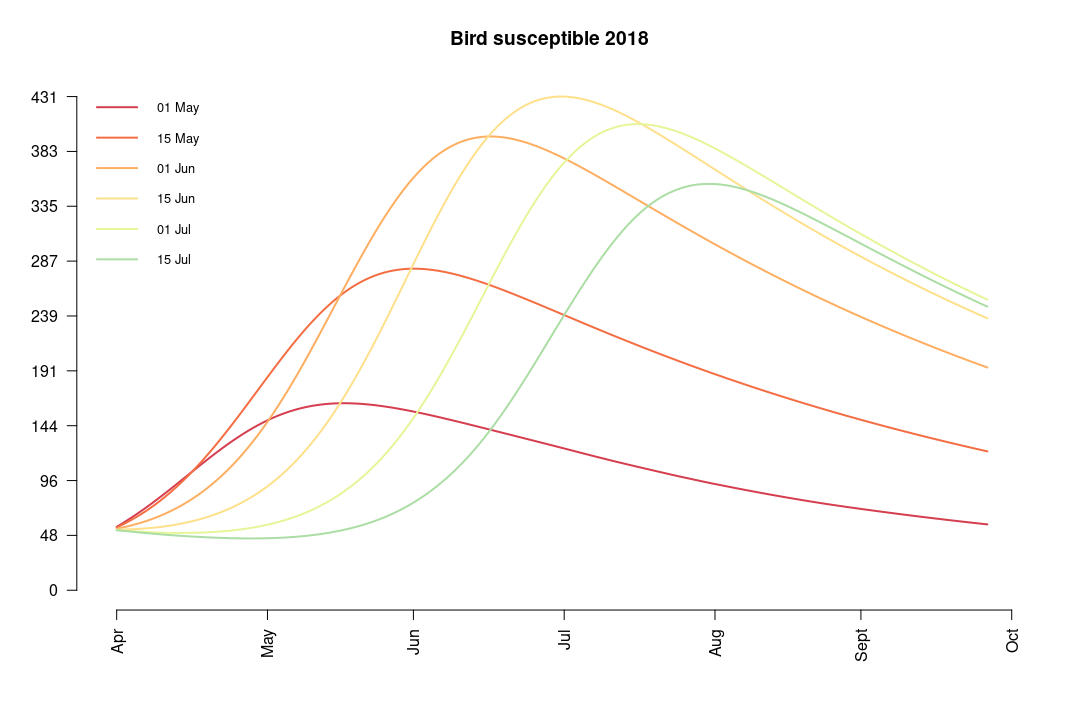 Bird susceptible 2018
431
383
335
287
239
191
144
96
48
0
01 May
15 May
01 Jun
15 Jun
01 Jul
15 Jul
Apr
May
Jun
Jul
Aug
Sept
Oct